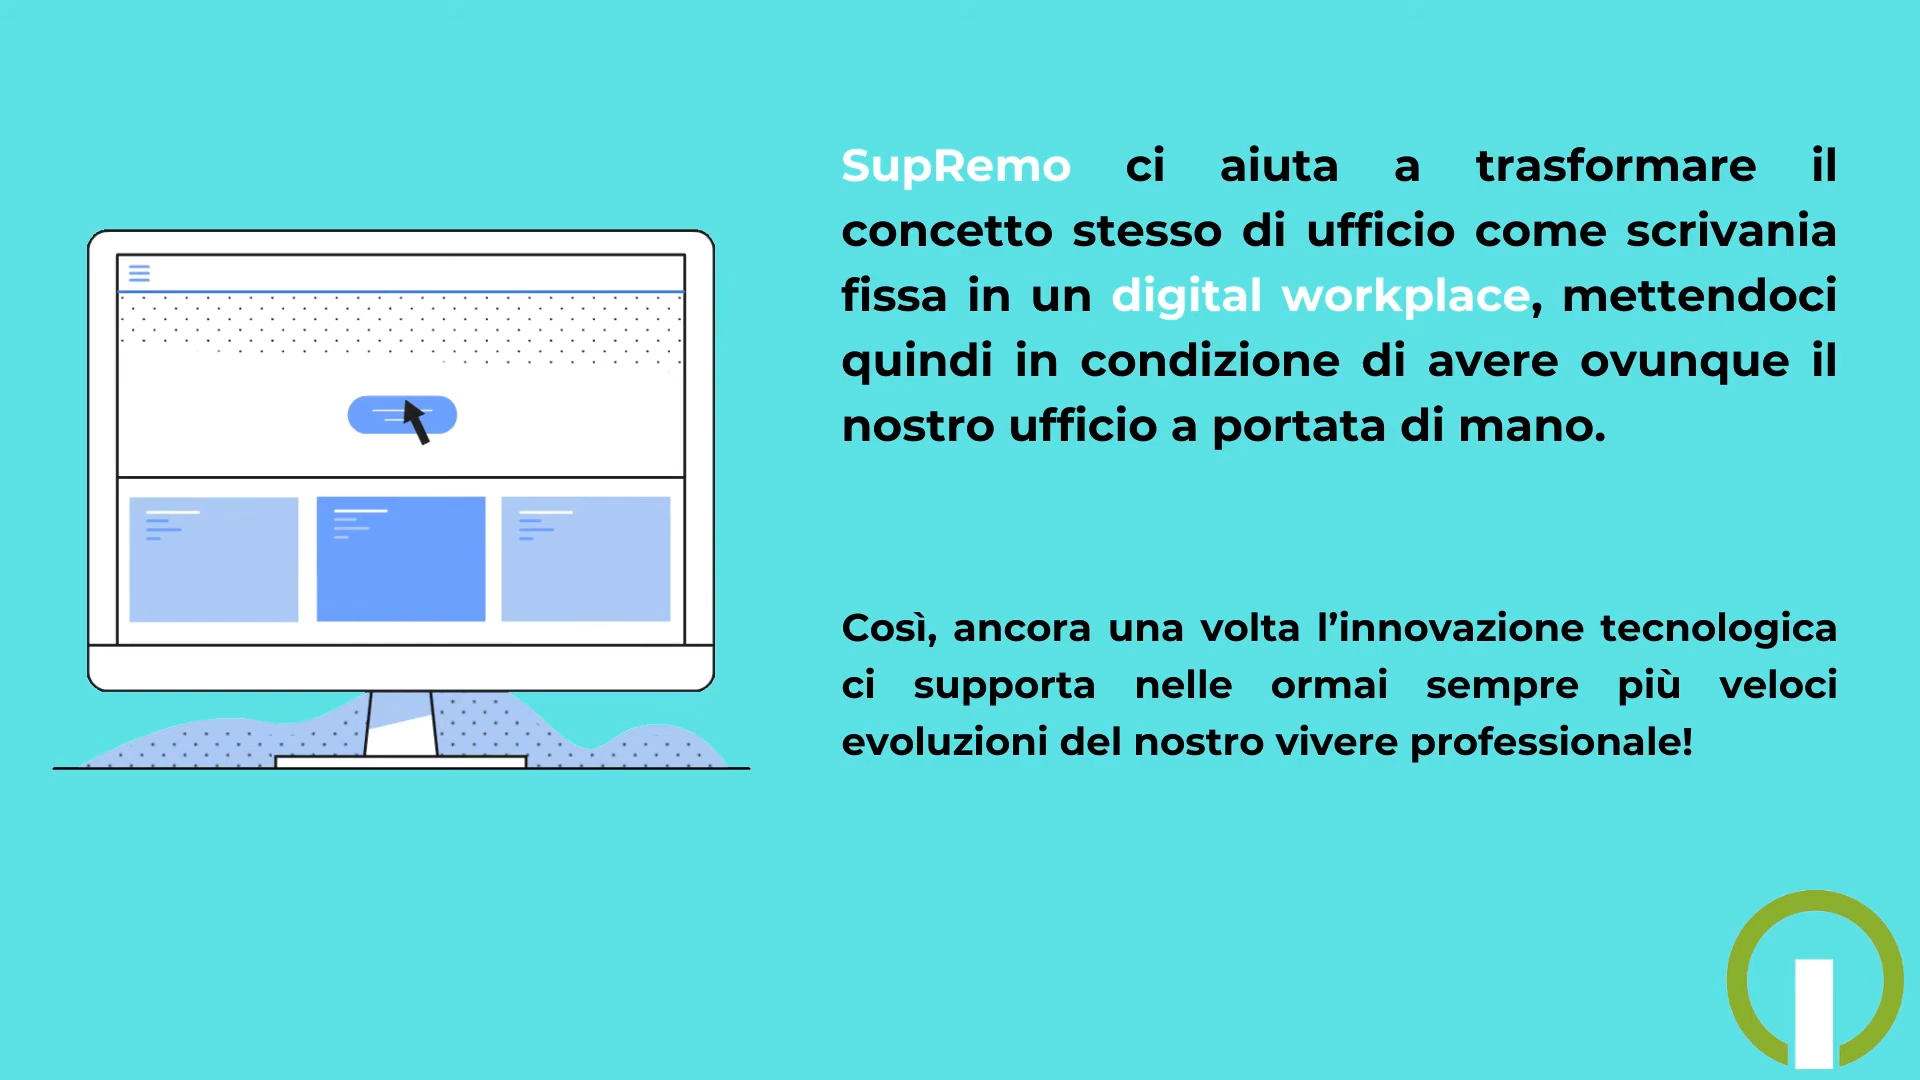 SupRemo ci aiuta a trasformare il
concetto stesso di ufficio come scrivania
fissa in un digital workplace, mettendoci
quindi in condizione di avere ovunque il
nostro ufficio a portata di mano.
Così, ancora una volta l’innovazione tecnologica
ci supporta nelle ormai sempre più veloci
evoluzioni del nostro vivere professionale!